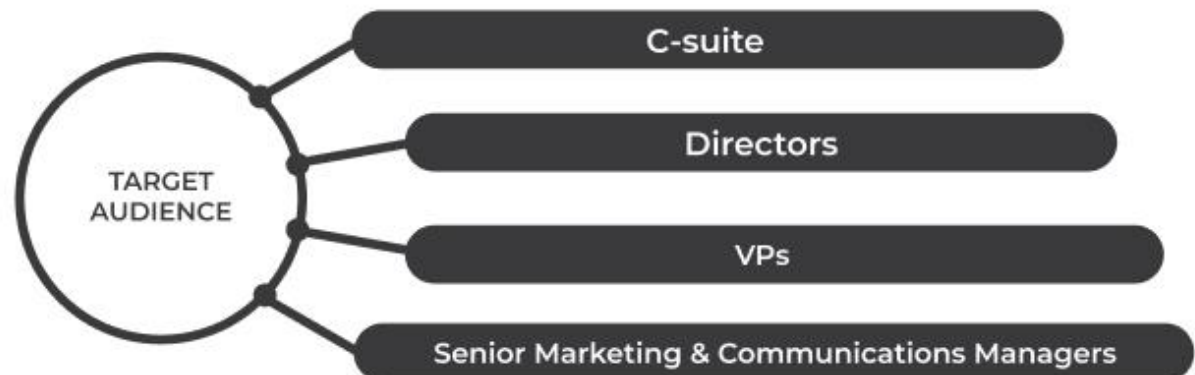 TARGET
AUDIENCE
C-suite
Directors
VPs
Senior Marketing & Communications Managers